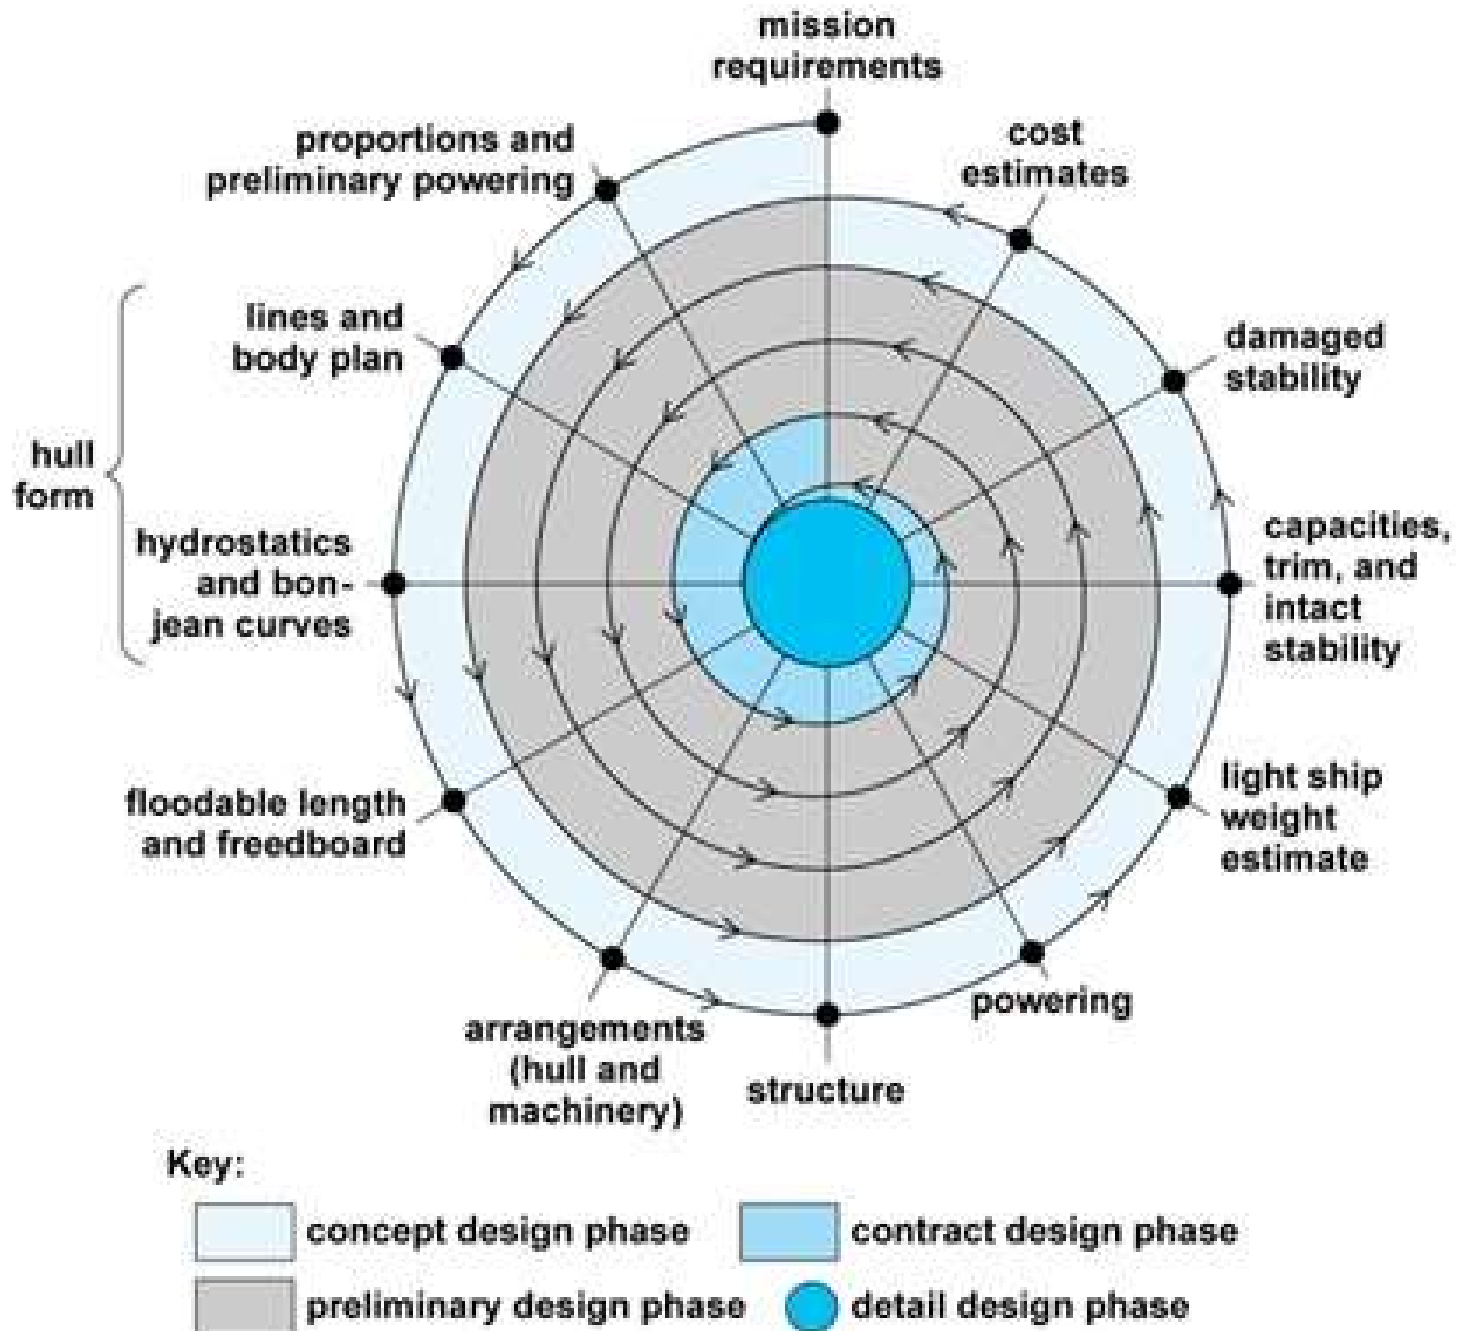 mission
requirements
cost
estimates
proportions and
preliminary powering
lines and
body plan
damaged
stability
hull
form
hydrostatics
and bon-
jean curves
capacities,
trim, and
intact
stability
floodable length
and freedboard
light ship
weight
estimate
arrangements
(hull and
machinery)
structure
powering
Key:
concept design phase
contract design phase
preliminary design phase
detail design phase